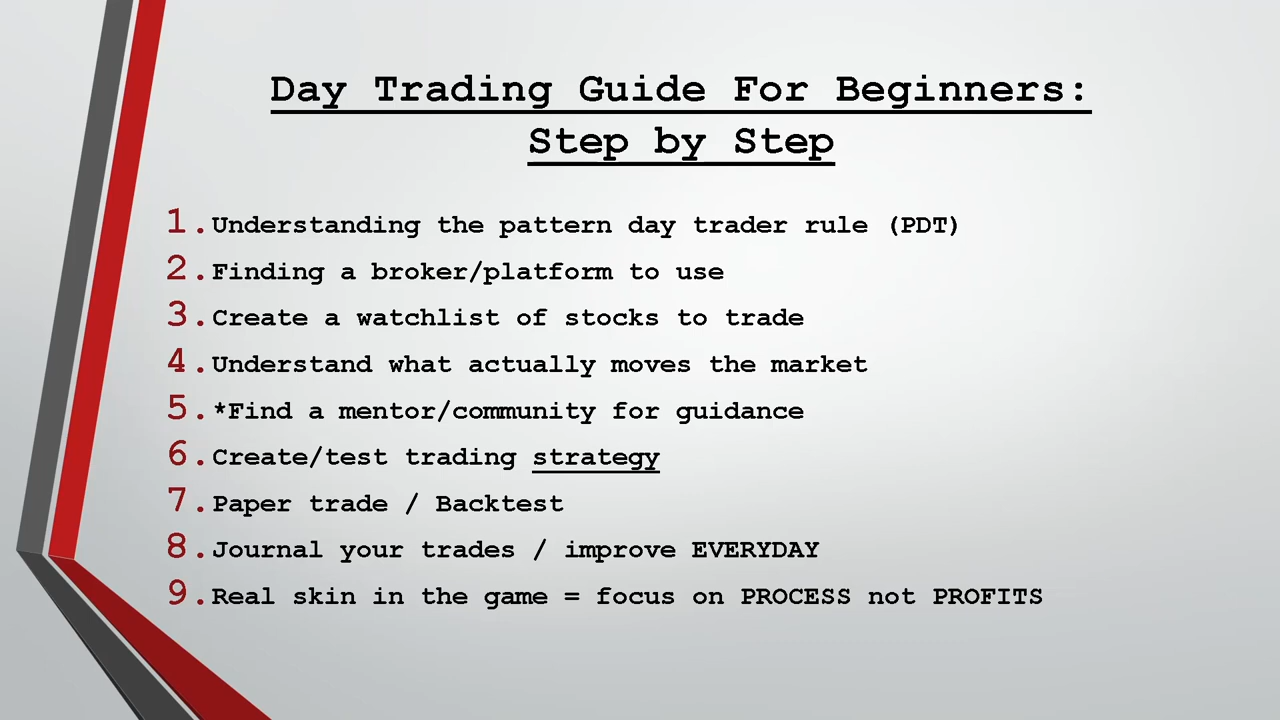 Day Trading Guide For Beginners:
Step by Step
1. Understanding the pattern day trader rule (PDT)
2. Finding a broker/platform to use
3. Create a watchlist of stocks to trade
4. Understand what actually moves the market
5. *Find a mentor/community for guidance
6. Create/test trading strategy
7. Paper trade / Backtest
8. Journal your trades / improve EVERYDAY
9. Real skin in the game = focus on PROCESS not PROFITS